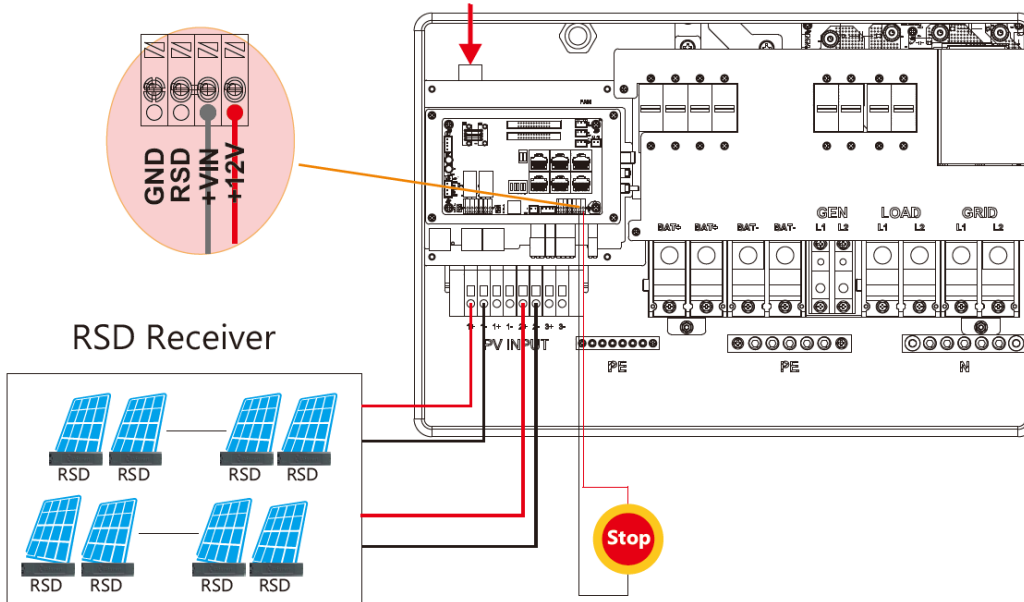 GND
RSD
+VIN
+12V
GEN
LOAD
GRID
BAT+ BAT+ BAT- BAT- L1 L2 L1 L2 L1 L2
1+ 1- 1+ 1- 2+ 2- 3+ 3-
PV INPUT
PE
PE
N
RSD Receiver
RSD RSD RSD RSD
RSD RSD RSD RSD
Stop